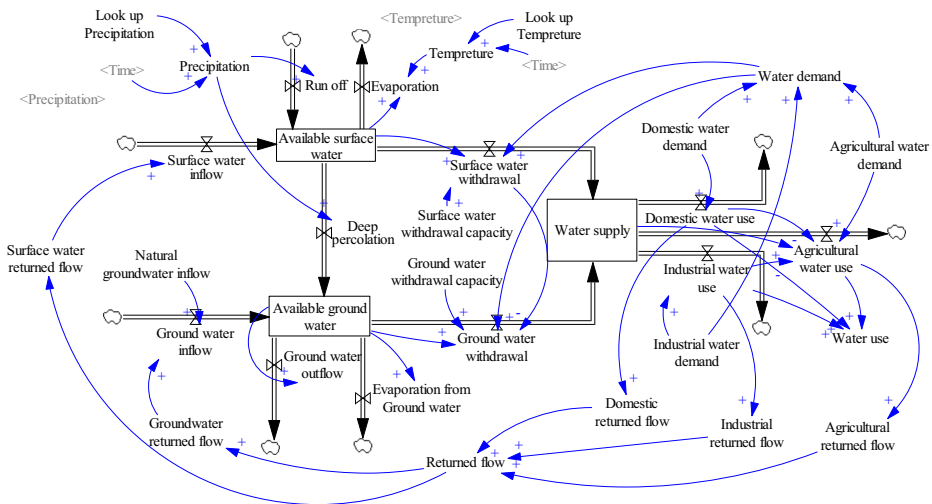 Look up
Precipitation
<Tempreture>
Look up
Tempreture
<Time>
Precipitation
Tempreture
<Time>
<Precipitation>
Run off
Evaporation
Water demand
Available surface
water
Domestic water
demand
Agricultural water
demand
Surface water
inflow
Surface water
withdrawal
Surface water
withdrawal capacity
Deep
percolation
Water supply
Domestic water use
Surface water
returned flow
Natural
groundwater inflow
Ground water
withdrawal capacity
Industrial water
use
Agricultural
water use
Available ground
water
Ground water
inflow
Ground water
withdrawal
Industrial water
demand
Water use
Ground water
outflow
Evaporation from
Ground water
Groundwater
returned flow
Domestic
returned flow
Industrial
returned flow
Agricultural
returned flow
Returned flow